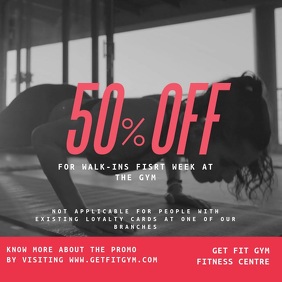 50% OFF
FOR WALK-INS FISRT WEEK AT
THE GYM
NOT APPLICABLE FOR PEOPLE WITH
EXISTING LOYALTY CARDS AT ONE OF OUR
BRANCHES
KNOW MORE ABOUT THE PROMO
BY VISITING WWW.GETFITGYM.COM
GET FIT GYM
FITNESS CENTRE